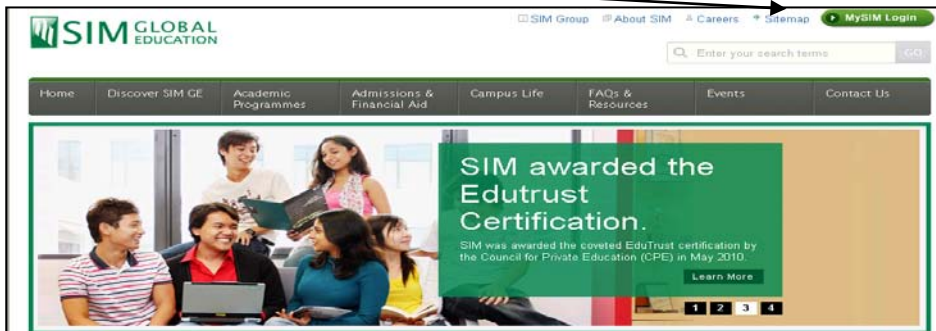 SIM GLOBAL EDUCATION
SIM Group About SIM Careers Sitemap MySIM Login
Enter your search terms GO
Home Discover SIM GE Academic Programmes Admissions & Financial Aid Campus Life FAQs & Resources Events Contact Us
SIM awarded the
Edutrust
Certification.
SIM was awarded the coveted EduTrust certification by
the Council for Private Education (CPE) in May 2010.
Learn More
1 2 3 4